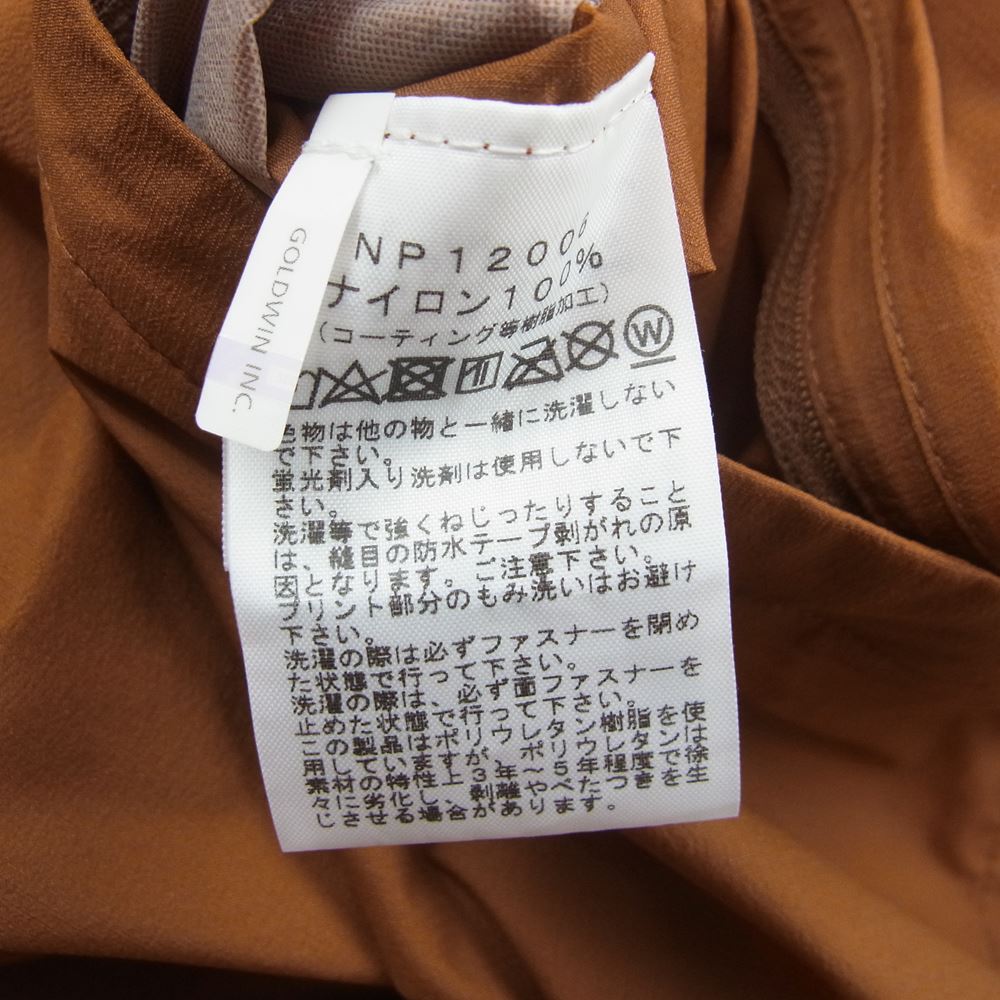 GOLDWIN INC.
NP12006
ナイロン100%
(コーティング等樹脂加工)
W
色物は他の物と一緒に洗濯しない
で下さい。
蛍光剤入り洗剤は使用しないで下
さい。
洗濯等で強くねじったりすること
は、縫目の防水テープ剥がれの原
因となります。ご注意下さい。
プリント部分のもみ洗いはお避け
下さい。
洗濯の際は必ずファスナーを閉め
た状態で行って下さい。
洗濯の際は、必ず面ファスナーを
止めた状態で行って下さい。
この製品はポリウレタン樹脂を使
用していますが、ポリウレタンは
素材の特性上、3年~5年程度で徐
々に劣化し、剥離やべたつきを生
じさせる場合があります。